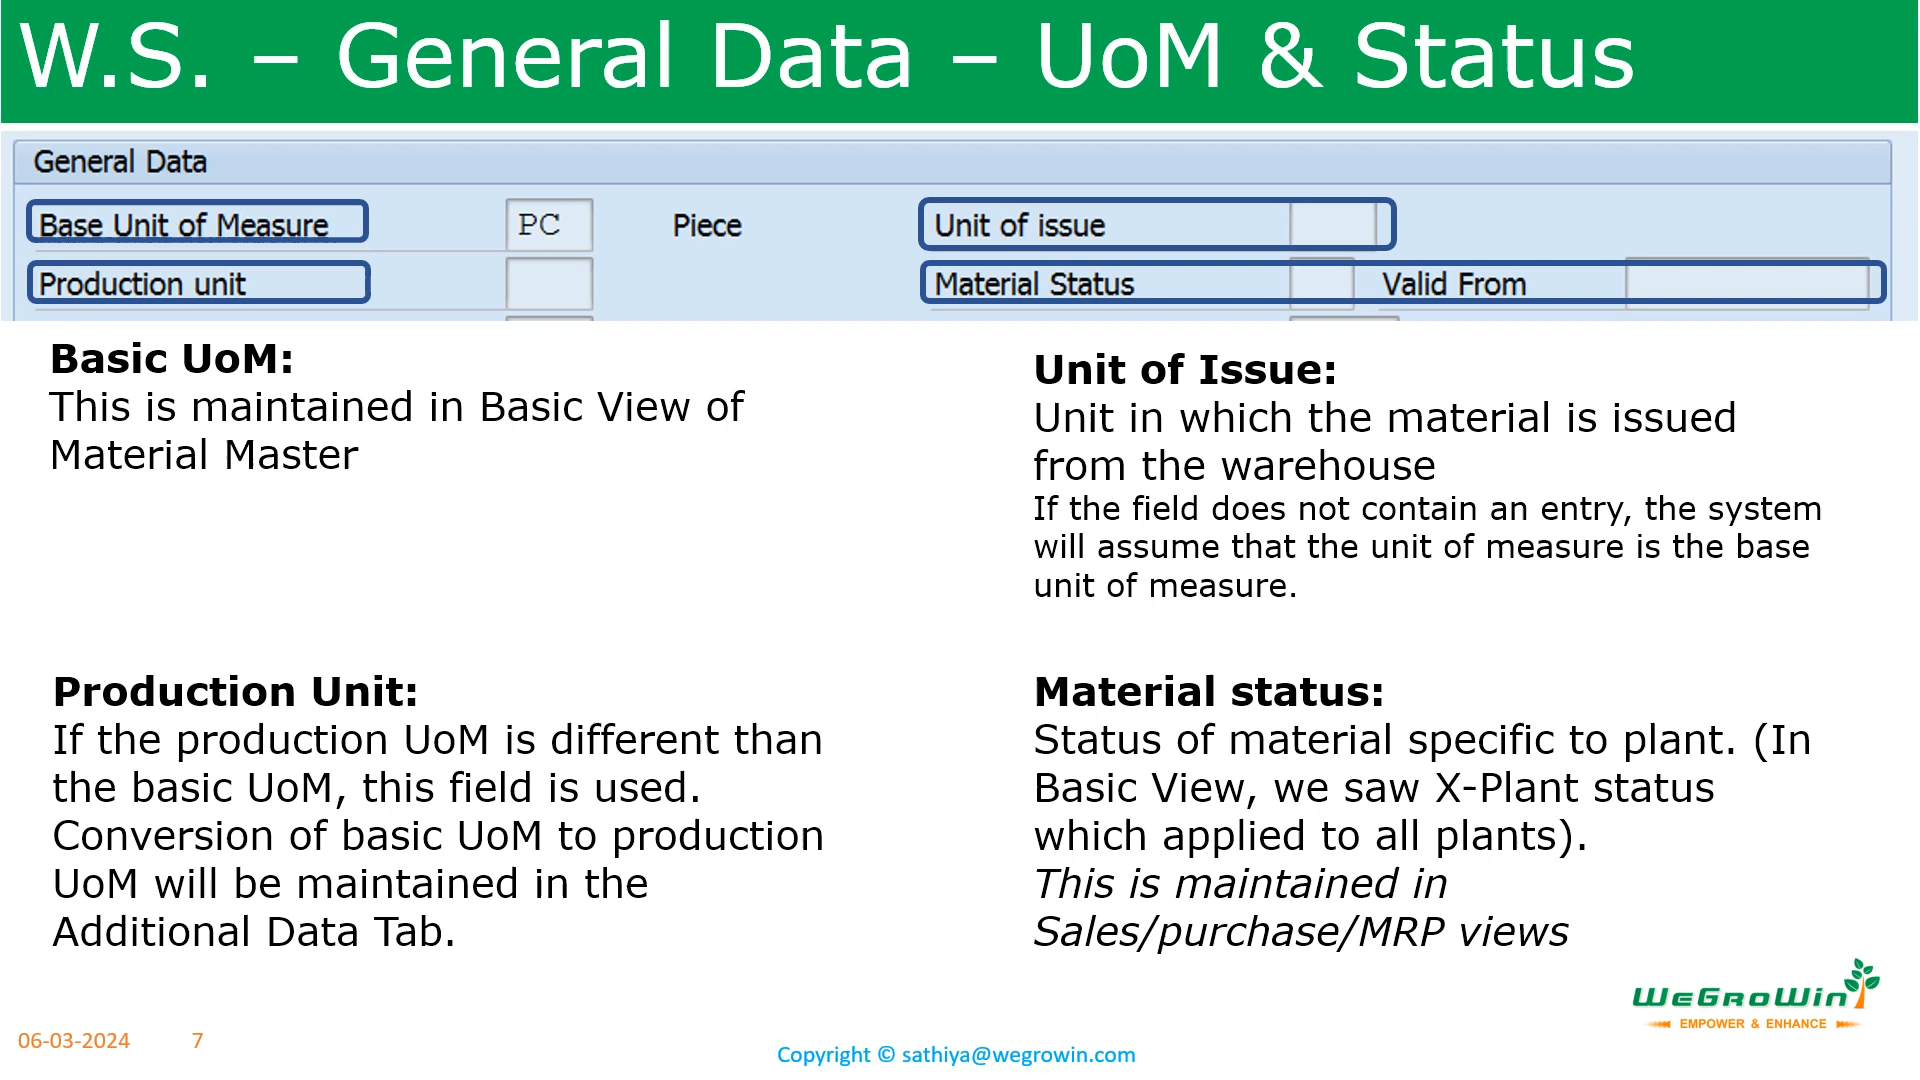 W.S. – General Data – UoM & Status
General Data
Base Unit of Measure PC Piece Unit of issue
Production unit Material Status Valid From
Basic UoM:
This is maintained in Basic View of
Material Master
Unit of Issue:
Unit in which the material is issued
from the warehouse
If the field does not contain an entry, the system
will assume that the unit of measure is the base
unit of measure.
Production Unit:
If the production UoM is different than
the basic UoM, this field is used.
Conversion of basic UoM to production
UoM will be maintained in the
Additional Data Tab.
Material status:
Status of material specific to plant. (In
Basic View, we saw X-Plant status
which applied to all plants).
This is maintained in
Sales/purchase/MRP views
WeGroWin
EMPOWER & ENHANCE
06-03-2024 7
Copyright © sathiya@wegrowin.com